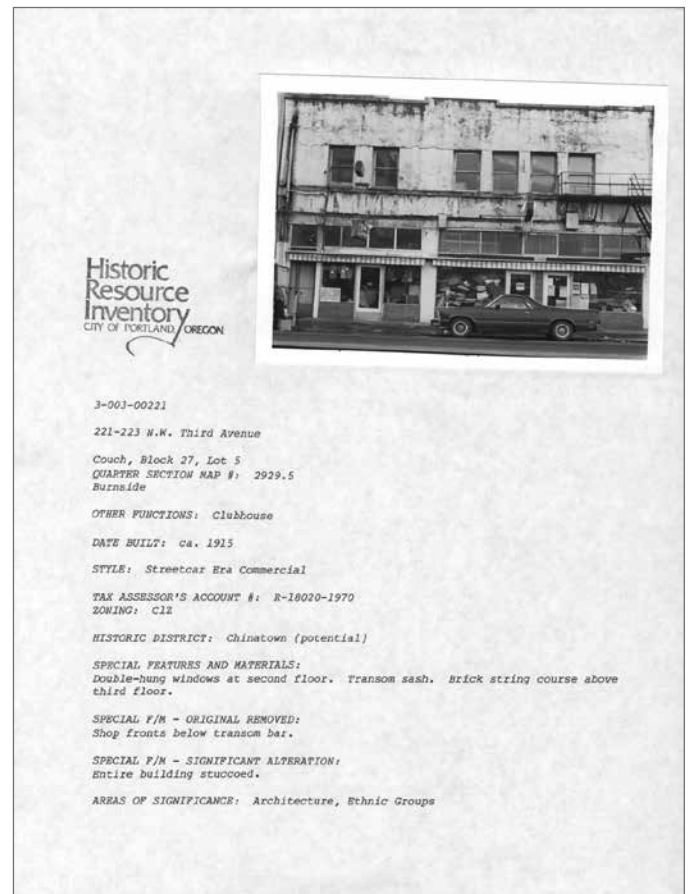 Historic
Resource
Inventory
CITY OF PORTLAND, OREGON
3-003-00221
221-223 N.W. Third Avenue
Couch, Block 27, Lot 5
QUARTER SECTION MAP #: 2929.5
Burnside
OTHER FUNCTIONS: Clubhouse
DATE BUILT: ca. 1915
STYLE: Streetcar Era Commercial
TAX ASSESSOR'S ACCOUNT #: R-18020-1970
ZONING: C1Z
HISTORIC DISTRICT: Chinatown (potential)
SPECIAL FEATURES AND MATERIALS:
Double-hung windows at second floor. Transom sash. Brick string course above
third floor.
SPECIAL F/M - ORIGINAL REMOVED:
Shop fronts below transom bar.
SPECIAL F/M - SIGNIFICANT ALTERATION:
Entire building stuccoed.
AREAS OF SIGNIFICANCE: Architecture, Ethnic Groups